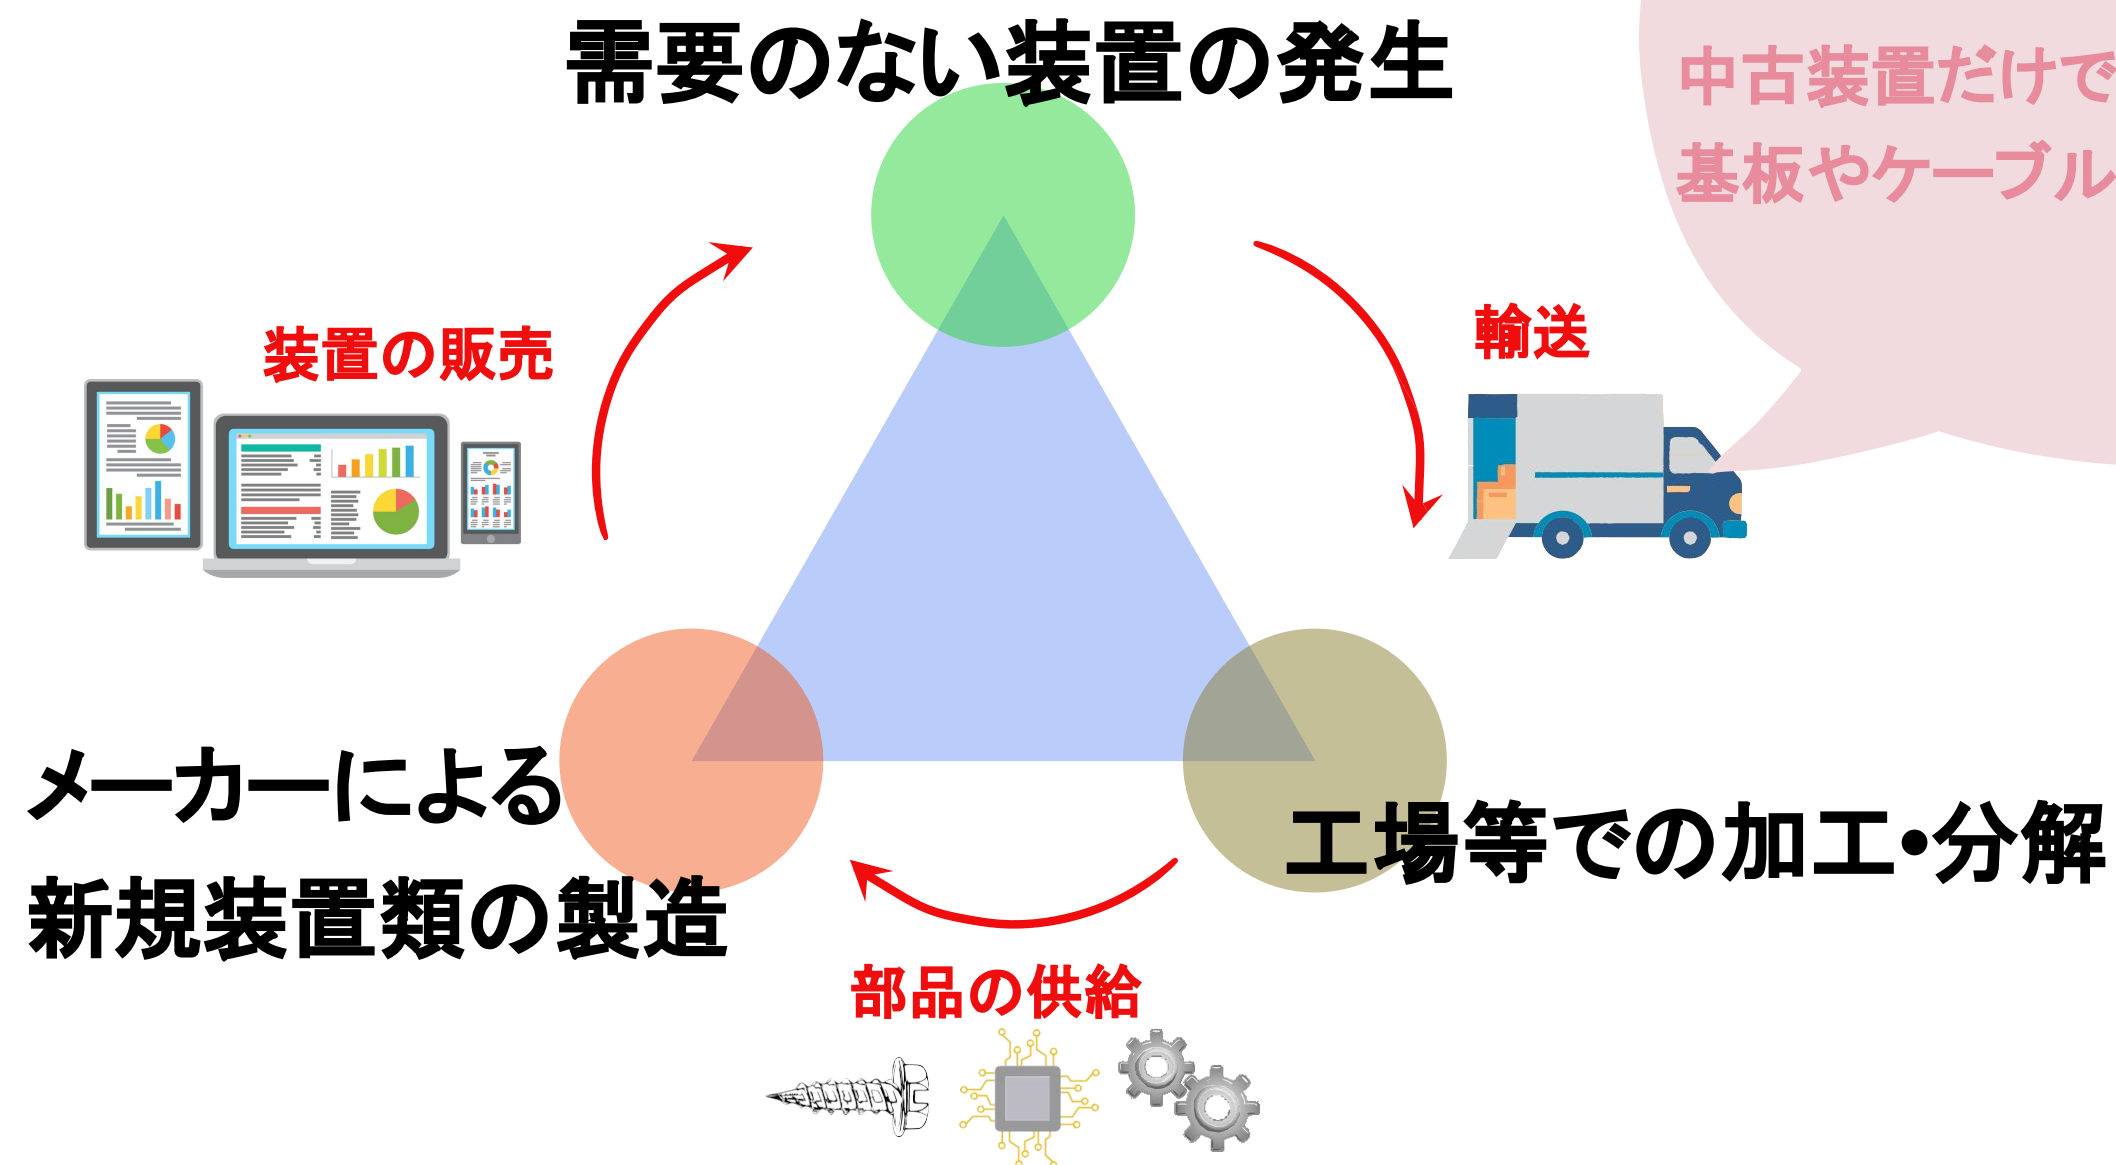 需要のない装置の発生
中古装置だけで
基板やケーブル
装置の販売
輸送
メーカーによる
新規装置類の製造
工場等での加工・分解
部品の供給